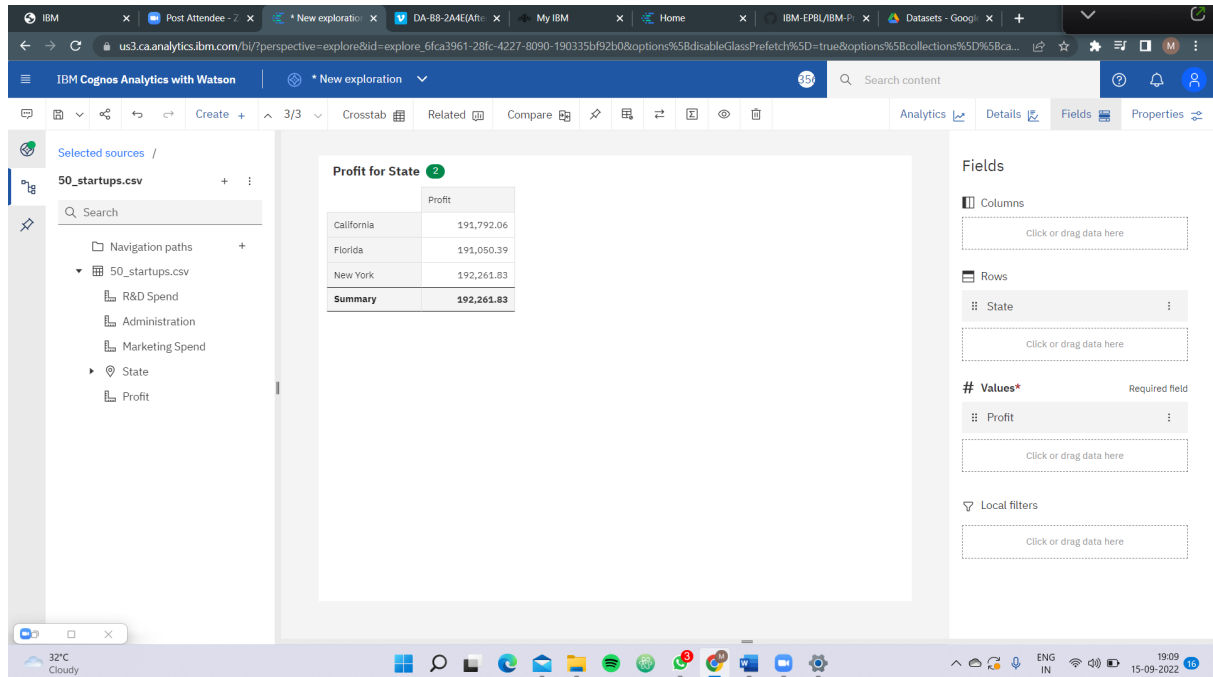 IBM
Post Attendee - Z
* New exploration
DA-B8-2A4E(Afte
My IBM
Home
IBM-EPBL/IBM-Pr
Datasets - Googl
us3.ca.analytics.ibm.com/bi/?perspective=explore&id=explore_6fca3961-28fc-4227-8090-190335bf92b0&options%5BdisableGlassPrefetch%5D=true&options%5Bcollections%5D%5Bca...
M
IBM Cognos Analytics with Watson
* New exploration
Search content
Create +
3/3
Crosstab
Related
Compare
Analytics
Details
Fields
Properties
Selected sources /
50_startups.csv
Search
Navigation paths
50_startups.csv
R&D Spend
Administration
Marketing Spend
State
Profit
Profit for State 2
Profit
California 191,792.06
Florida 191,050.39
New York 192,261.83
Summary 192,261.83
Fields
Columns
Click or drag data here
Rows
State
Click or drag data here
# Values* Required field
Profit
Click or drag data here
Local filters
Click or drag data here
32°C
Cloudy
3
M
ENG
IN
19:09
15-09-2022
16